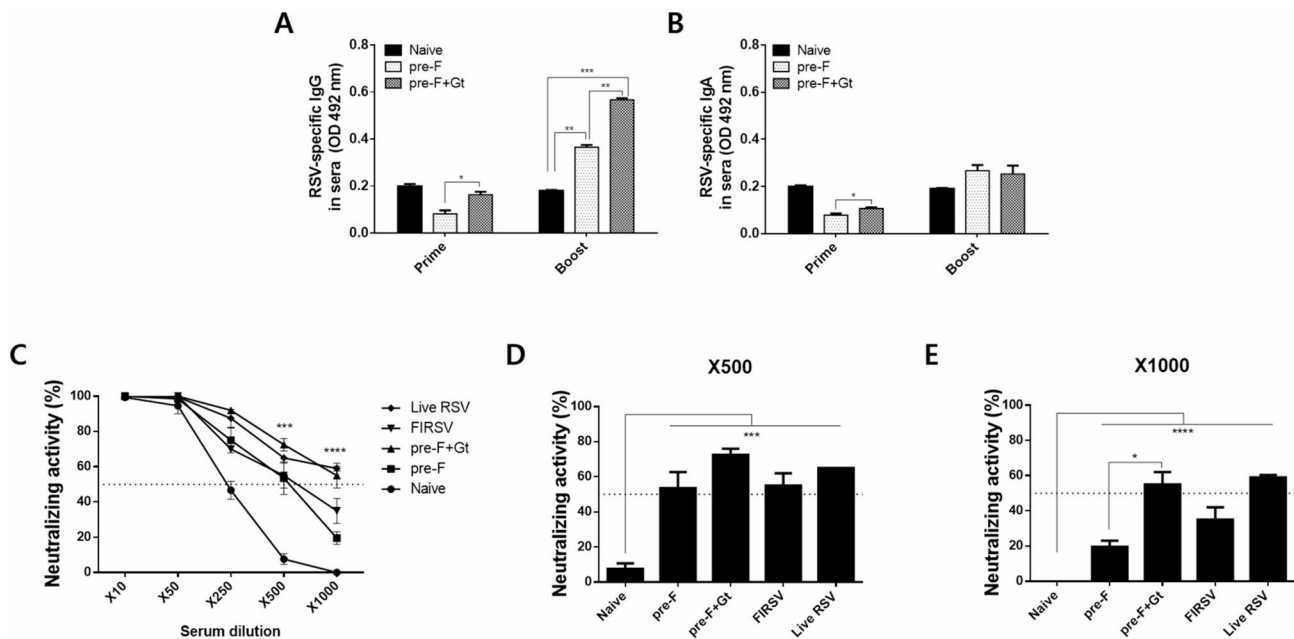 A
RSV-specific IgG
in sera (OD 492 nm)
0.8
0.6
0.4
0.2
0.0
Naive
pre-F
pre-F+Gt
*
**
***
**
Prime
Boost
B
RSV-specific IgA
in sera (OD 492 nm)
0.8
0.6
0.4
0.2
0.0
Naive
pre-F
pre-F+Gt
*
Prime
Boost
C
Neutralizing activity (%)
100
80
60
40
20
0
***
****
X10
X50
X250
X500
X1000
Serum dilution
Live RSV
FIRSV
pre-F+Gt
pre-F
Naive
D
X500
Neutralizing activity (%)
100
80
60
40
20
0
***
Naive
pre-F
pre-F+Gt
FIRSV
Live RSV
E
X1000
Neutralizing activity (%)
100
80
60
40
20
0
****
*
Naive
pre-F
pre-F+Gt
FIRSV
Live RSV